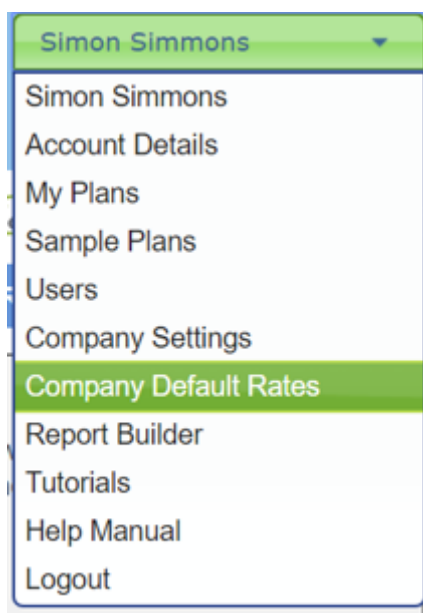 Simon Simmons
Simon Simmons
Account Details
My Plans
Sample Plans
Users
Company Settings
Company Default Rates
Report Builder
Tutorials
Help Manual
Logout